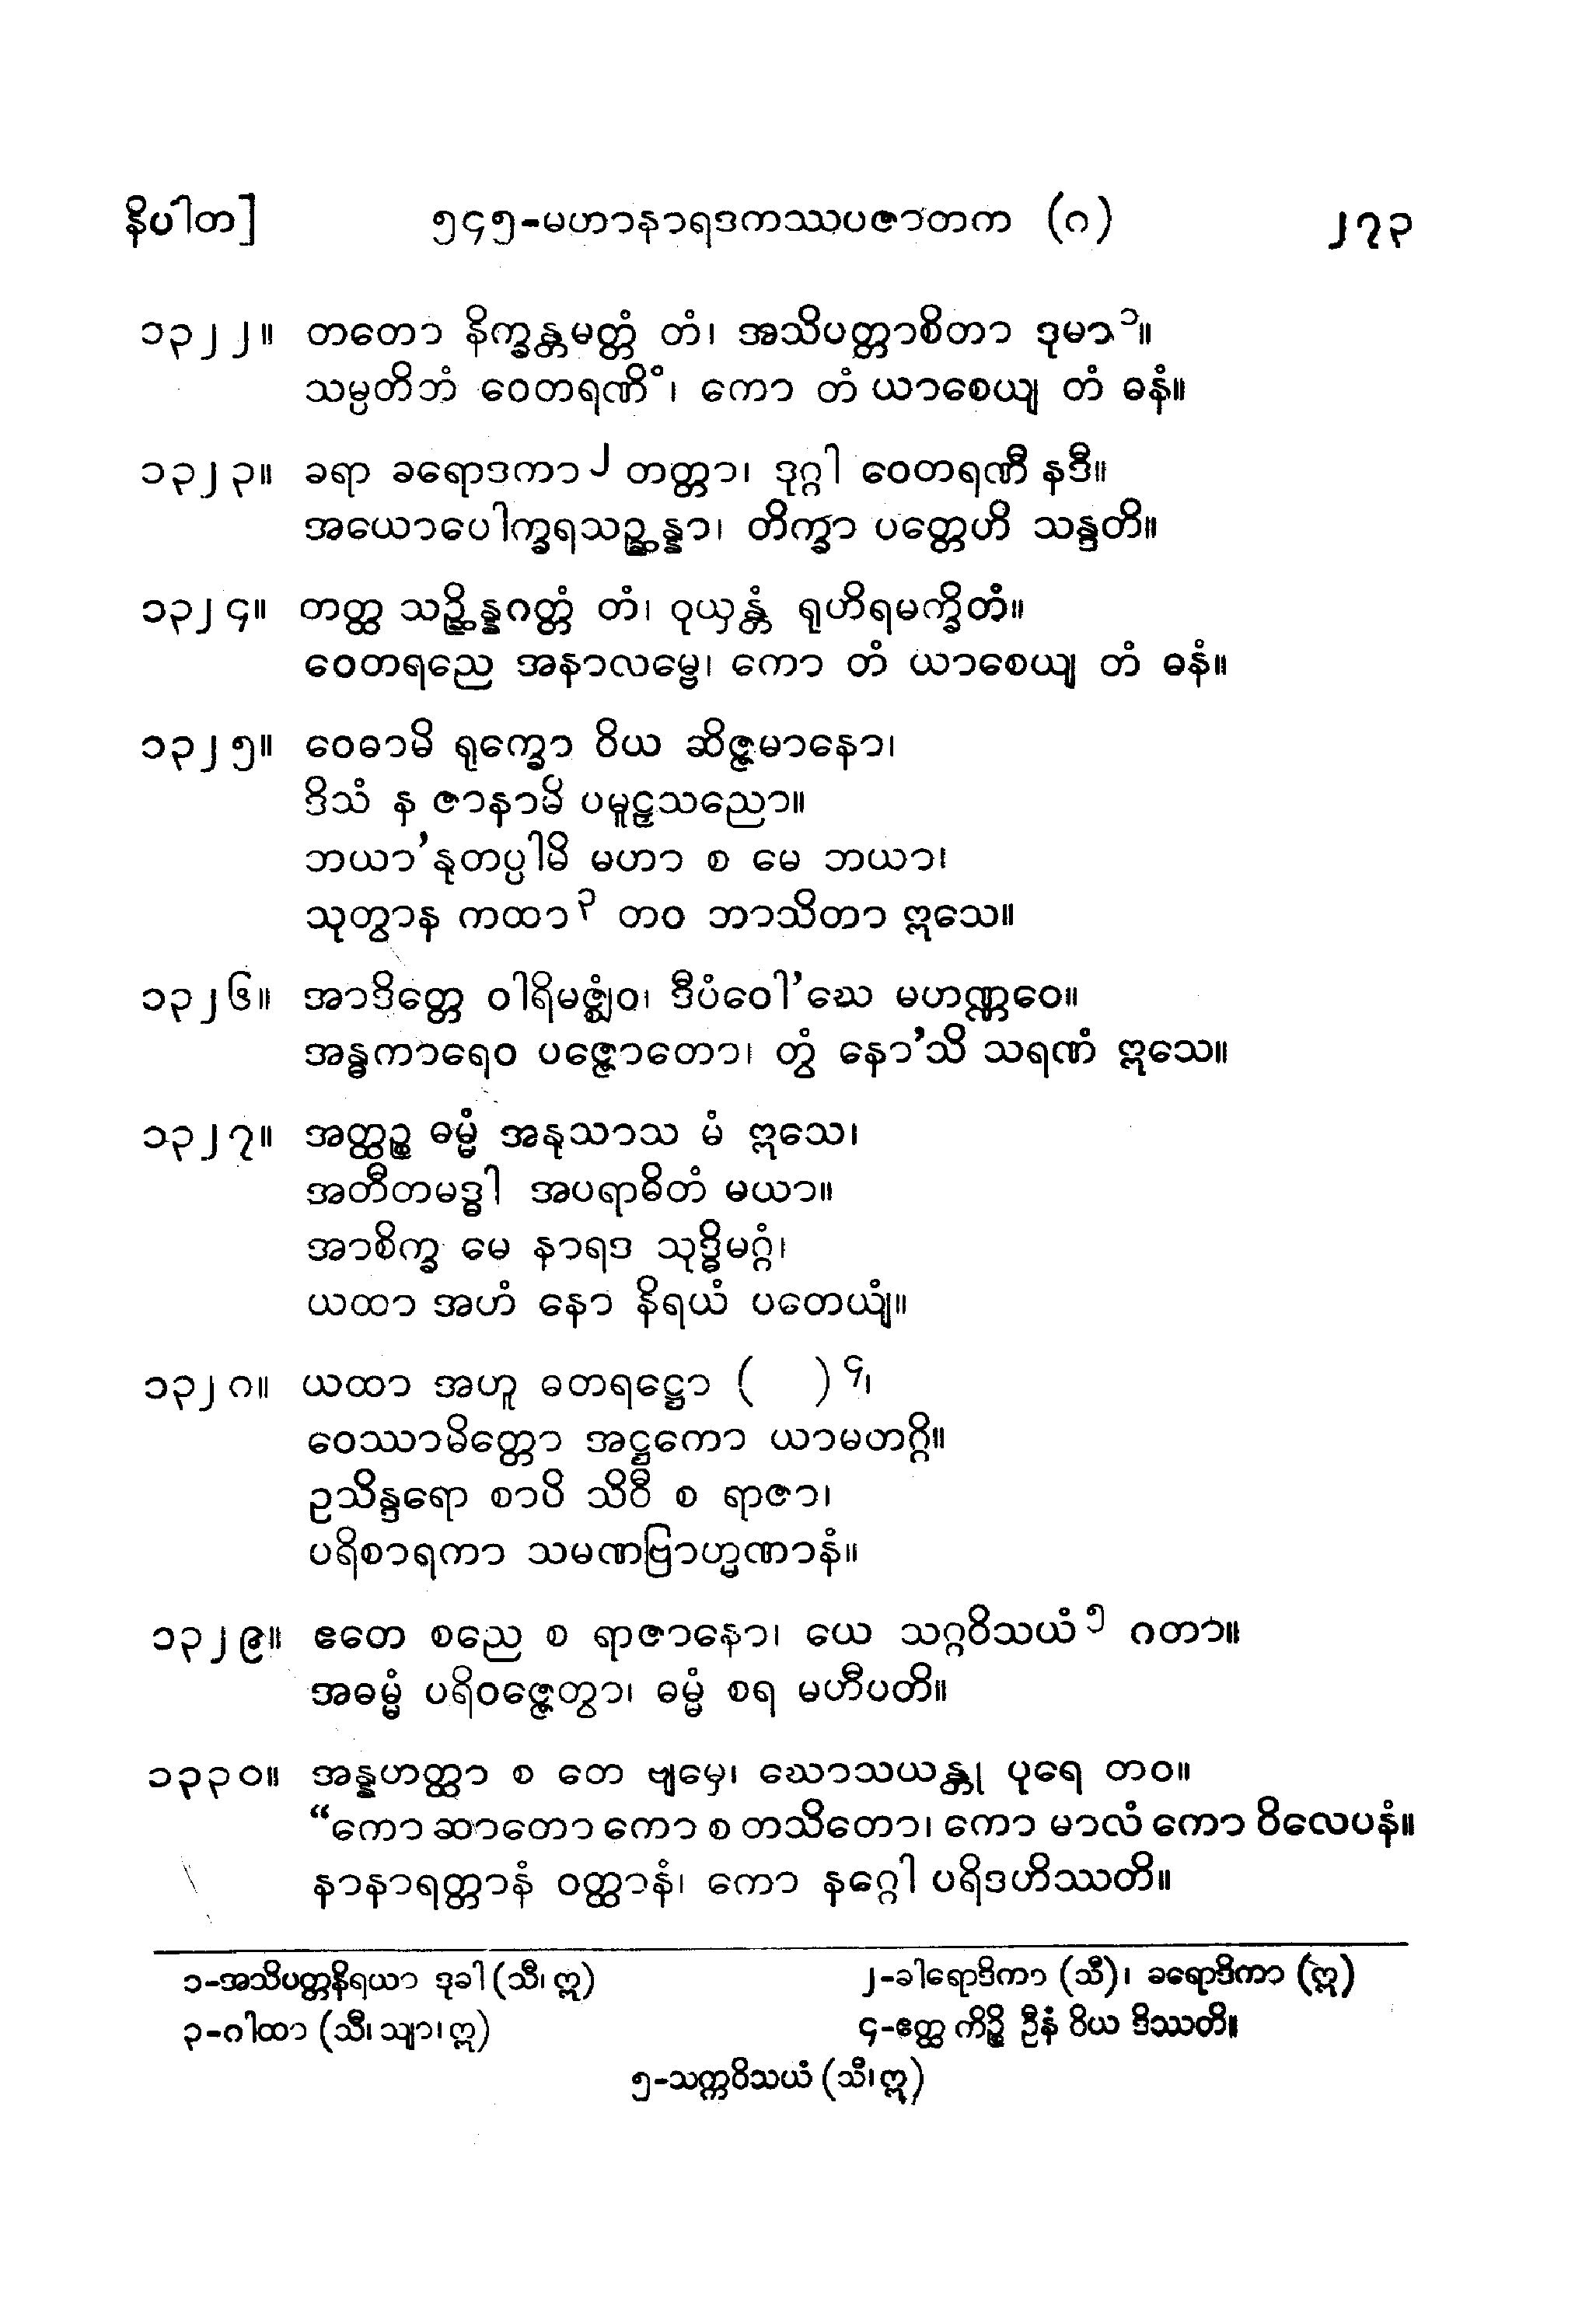 နိပါတ]	၅၄၅-မဟာနာရဒကဿပဇာတက (ဂ)	၂၇၃
၁၃၂၂။ တတော နိက္ခန္တမတ္တံ တံ၊ အသိပတ္တာစိတာ ဒုမာ၁။
သမ္ပတိဘံ ဝေတရဏိံ၊ ကော တံ ယာစေယျ တံ ဓနံ။
၁၃၂၃။ ခရာ ခရောဒကာ၂ တတ္တာ၊ ဒုဂ္ဂါ ဝေတရဏီ နဒီ။
အယောပေါက္ခရသဉ္ဆန္နာ၊ တိက္ခာ ပတ္တေဟိ သန္ဒတိ။
၁၃၂၄။ တတ္ထ သဉ္ဆိန္နဂတ္တံ တံ၊ ဝုယှန္တံ ရုဟိရမက္ခိတံ။
ဝေတရညေ အနာလမ္ဗေ၊ ကော တံ ယာစေယျ တံ ဓနံ။
၁၃၂၅။ ဝေဓာမိ ရုက္ခော ဝိယ ဆိဇ္ဇမာနော၊
ဒိသံ န ဇာနာမိ ပမူဠှသညော။
ဘယာ’နုတပ္ပါမိ မဟာ စ မေ ဘယာ၊
သုတွာန ကထာ၃ တဝ ဘာသိတာ ဣသေ။
၁၃၂၆။ အာဒိတ္တေ ဝါရိမဇ္ဈံဝ၊ ဒီပံဝေါ’ဃေ မဟဏ္ဏဝေ။
အန္ဓကာရေဝ ပဇ္ဇောတော၊ တွံ နော’သိ သရဏံ ဣသေ။
၁၃၂၇။ အတ္ထဉ္စ ဓမ္မံ အနုသာသ မံ ဣသေ၊
အတီတမဒ္ဓါ အပရာဓိတံ မယာ။
အာစိက္ခ မေ နာရဒ သုဒ္ဓိမဂ္ဂံ၊
ယထာ အဟံ နော နိရယံ ပတေယျံ။
၁၃၂၈။ ယထာ အဟူ ဓတရဋ္ဌော ( )၄၊
ဝေဿာမိတ္တော အဋ္ဌကော ယာမတဂ္ဂိ။
ဥသိန္ဒရော စာပိ သိဝီ စ ရာဇာ၊
ပရိစာရကာ သမဏဗြာဟ္မဏာနံ။
၁၃၂၉။ ဧတေ စညေ စ ရာဇာနော၊ ယေ သဂ္ဂဝိသယံ၅ ဂတာ။
အဓမ္မံ ပရိဝဇ္ဇေတွာ၊ ဓမ္မံ စရ မဟီပတိ။
၁၃၃၀။ အန္နဟတ္ထာ စ တေ ဗျမှေ၊ ဃောသယန္တု ပုရေ တဝ။
“ကော ဆာတော ကော စ တသိတော၊ ကော မာလံ ကော ဝိလေပနံ။
နာနာရတ္တာနံ ဝတ္ထာနံ၊ ကော နဂ္ဂေါ ပရိဒဟိဿတိ။
၁-အသိပတ္တနိရယာ ဒုခါ (သီ၊ ဣ)	၂-ခါရောဒိကာ (သီ)၊ ခရောဒိကာ (ဣ)
၃-ဂါထာ (သီ၊ သျာ၊ ဣ)	၄-ဧတ္ထ ကိဉ္စိ ဦနံ ဝိယ ဒိဿတိ။
၅-သက္ကဝိသယံ (သီ၊ ဣ)